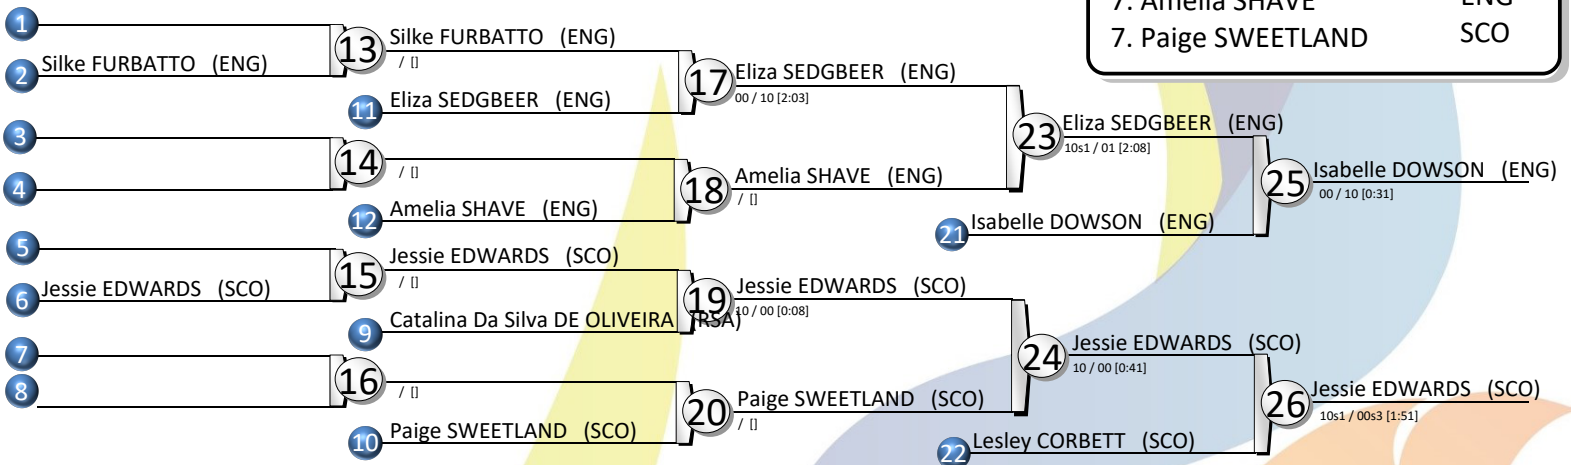 7. Amelia SHAVE ENG
7. Paige SWEETLAND SCO
1
2 Silke FURBATTO (ENG)
13 Silke FURBATTO (ENG)
/ []
11 Eliza SEDGBEER (ENG)
17 Eliza SEDGBEER (ENG)
00 / 10 [2:03]
3
4
14
/ []
12 Amelia SHAVE (ENG)
18 Amelia SHAVE (ENG)
/ []
23 Eliza SEDGBEER (ENG)
10s1 / 01 [2:08]
21 Isabelle DOWSON (ENG)
25 Isabelle DOWSON (ENG)
00 / 10 [0:31]
5
6 Jessie EDWARDS (SCO)
15 Jessie EDWARDS (SCO)
/ []
9 Catalina Da Silva DE OLIVEIRA (RSA)
19 Jessie EDWARDS (SCO)
10 / 00 [0:08]
7
8
16
/ []
10 Paige SWEETLAND (SCO)
20 Paige SWEETLAND (SCO)
/ []
24 Jessie EDWARDS (SCO)
10 / 00 [0:41]
22 Lesley CORBETT (SCO)
26 Jessie EDWARDS (SCO)
10s1 / 00s3 [1:51]